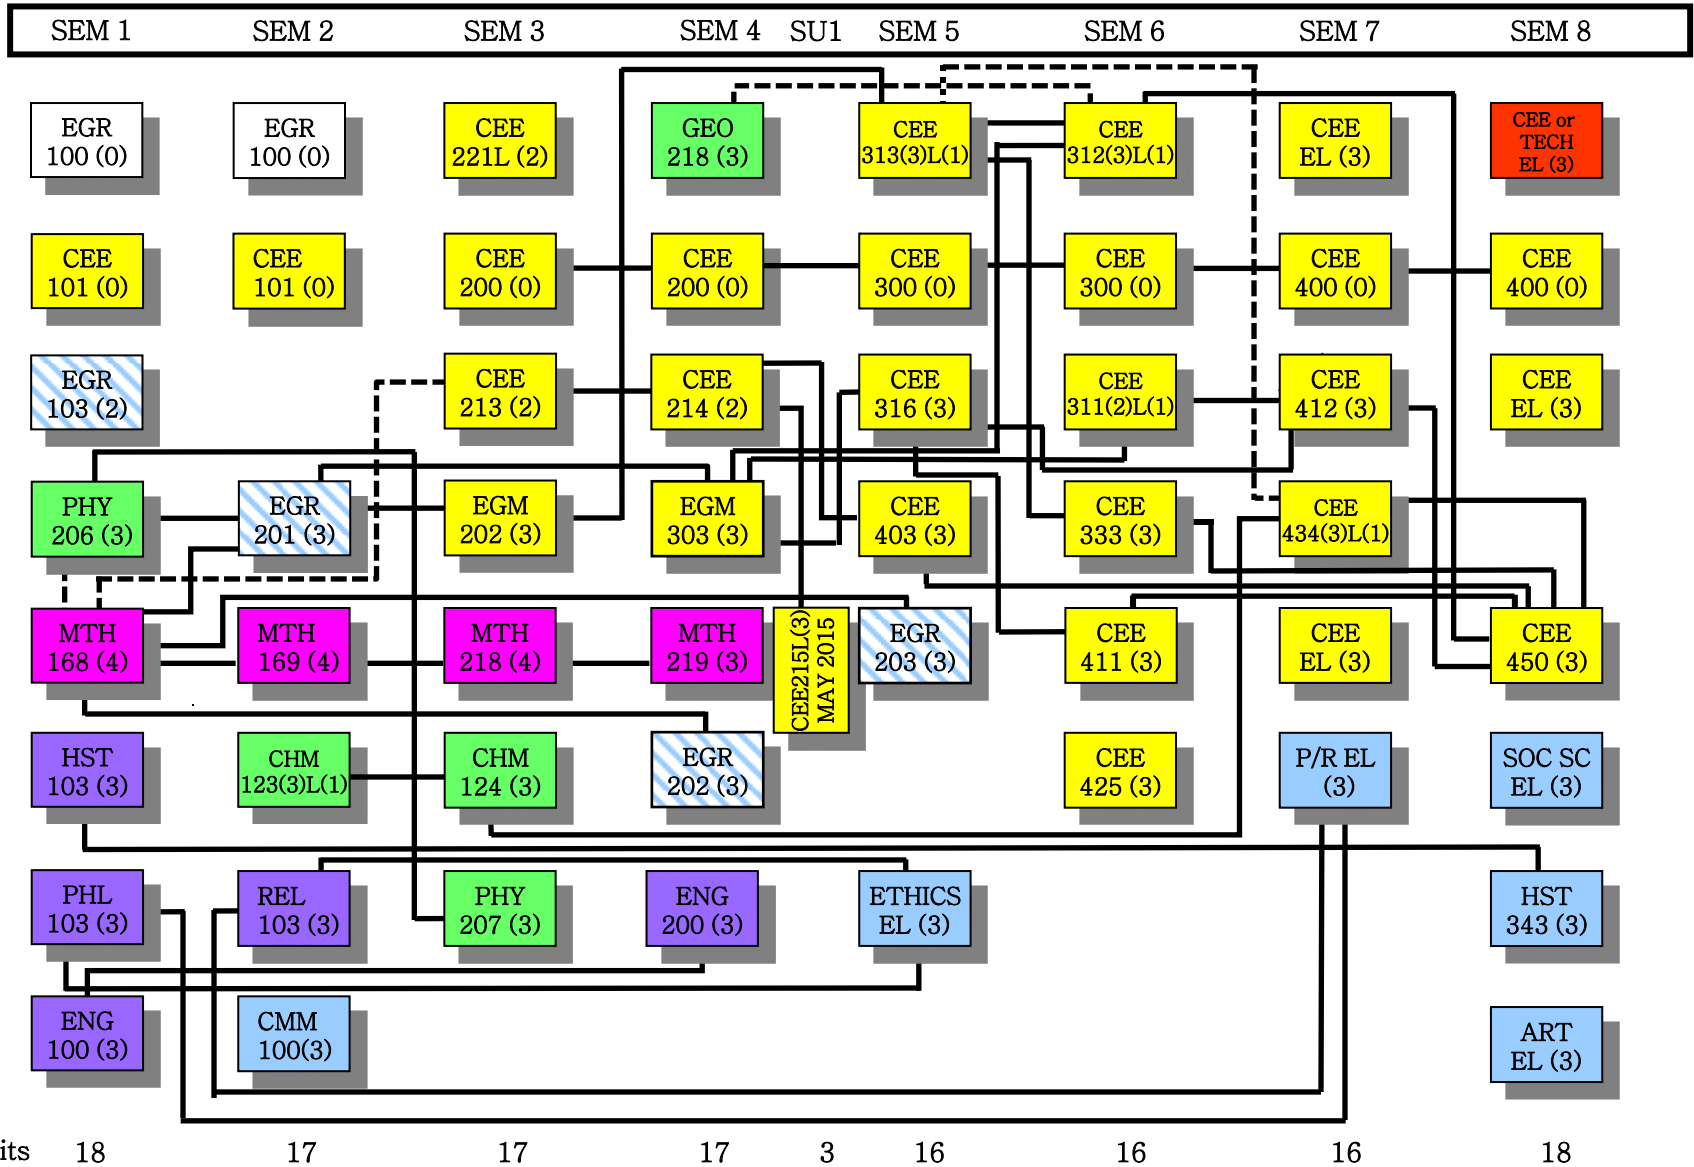 SEM 1 SEM 2 SEM 3 SEM 4 SU1 SEM 5 SEM 6 SEM 7 SEM 8
EGR
100 (0)
EGR
100 (0)
CEE
221L (2)
GEO
218 (3)
CEE
313(3)L(1)
CEE
312(3)L(1)
CEE
EL (3)
CEE or
TECH
EL (3)
CEE
101 (0)
CEE
101 (0)
CEE
200 (0)
CEE
200 (0)
CEE
300 (0)
CEE
300 (0)
CEE
400 (0)
CEE
400 (0)
EGR
103 (2)
CEE
213 (2)
CEE
214 (2)
CEE
316 (3)
CEE
311(2)L(1)
CEE
412 (3)
CEE
EL (3)
PHY
206 (3)
EGR
201 (3)
EGM
202 (3)
EGM
303 (3)
CEE
403 (3)
CEE
333 (3)
CEE
434(3)L(1)
MTH
168 (4)
MTH
169 (4)
MTH
218 (4)
MTH
219 (3)
CEE215L(3)
MAY 2015
EGR
203 (3)
CEE
411 (3)
CEE
EL (3)
CEE
450 (3)
HST
103 (3)
CHM
123(3)L(1)
CHM
124 (3)
EGR
202 (3)
CEE
425 (3)
P/R EL
(3)
SOC SC
EL (3)
PHL
103 (3)
REL
103 (3)
PHY
207 (3)
ENG
200 (3)
ETHICS
EL (3)
HST
343 (3)
ENG
100 (3)
CMM
100(3)
ART
EL (3)
its 18 17 17 17 3 16 16 16 18